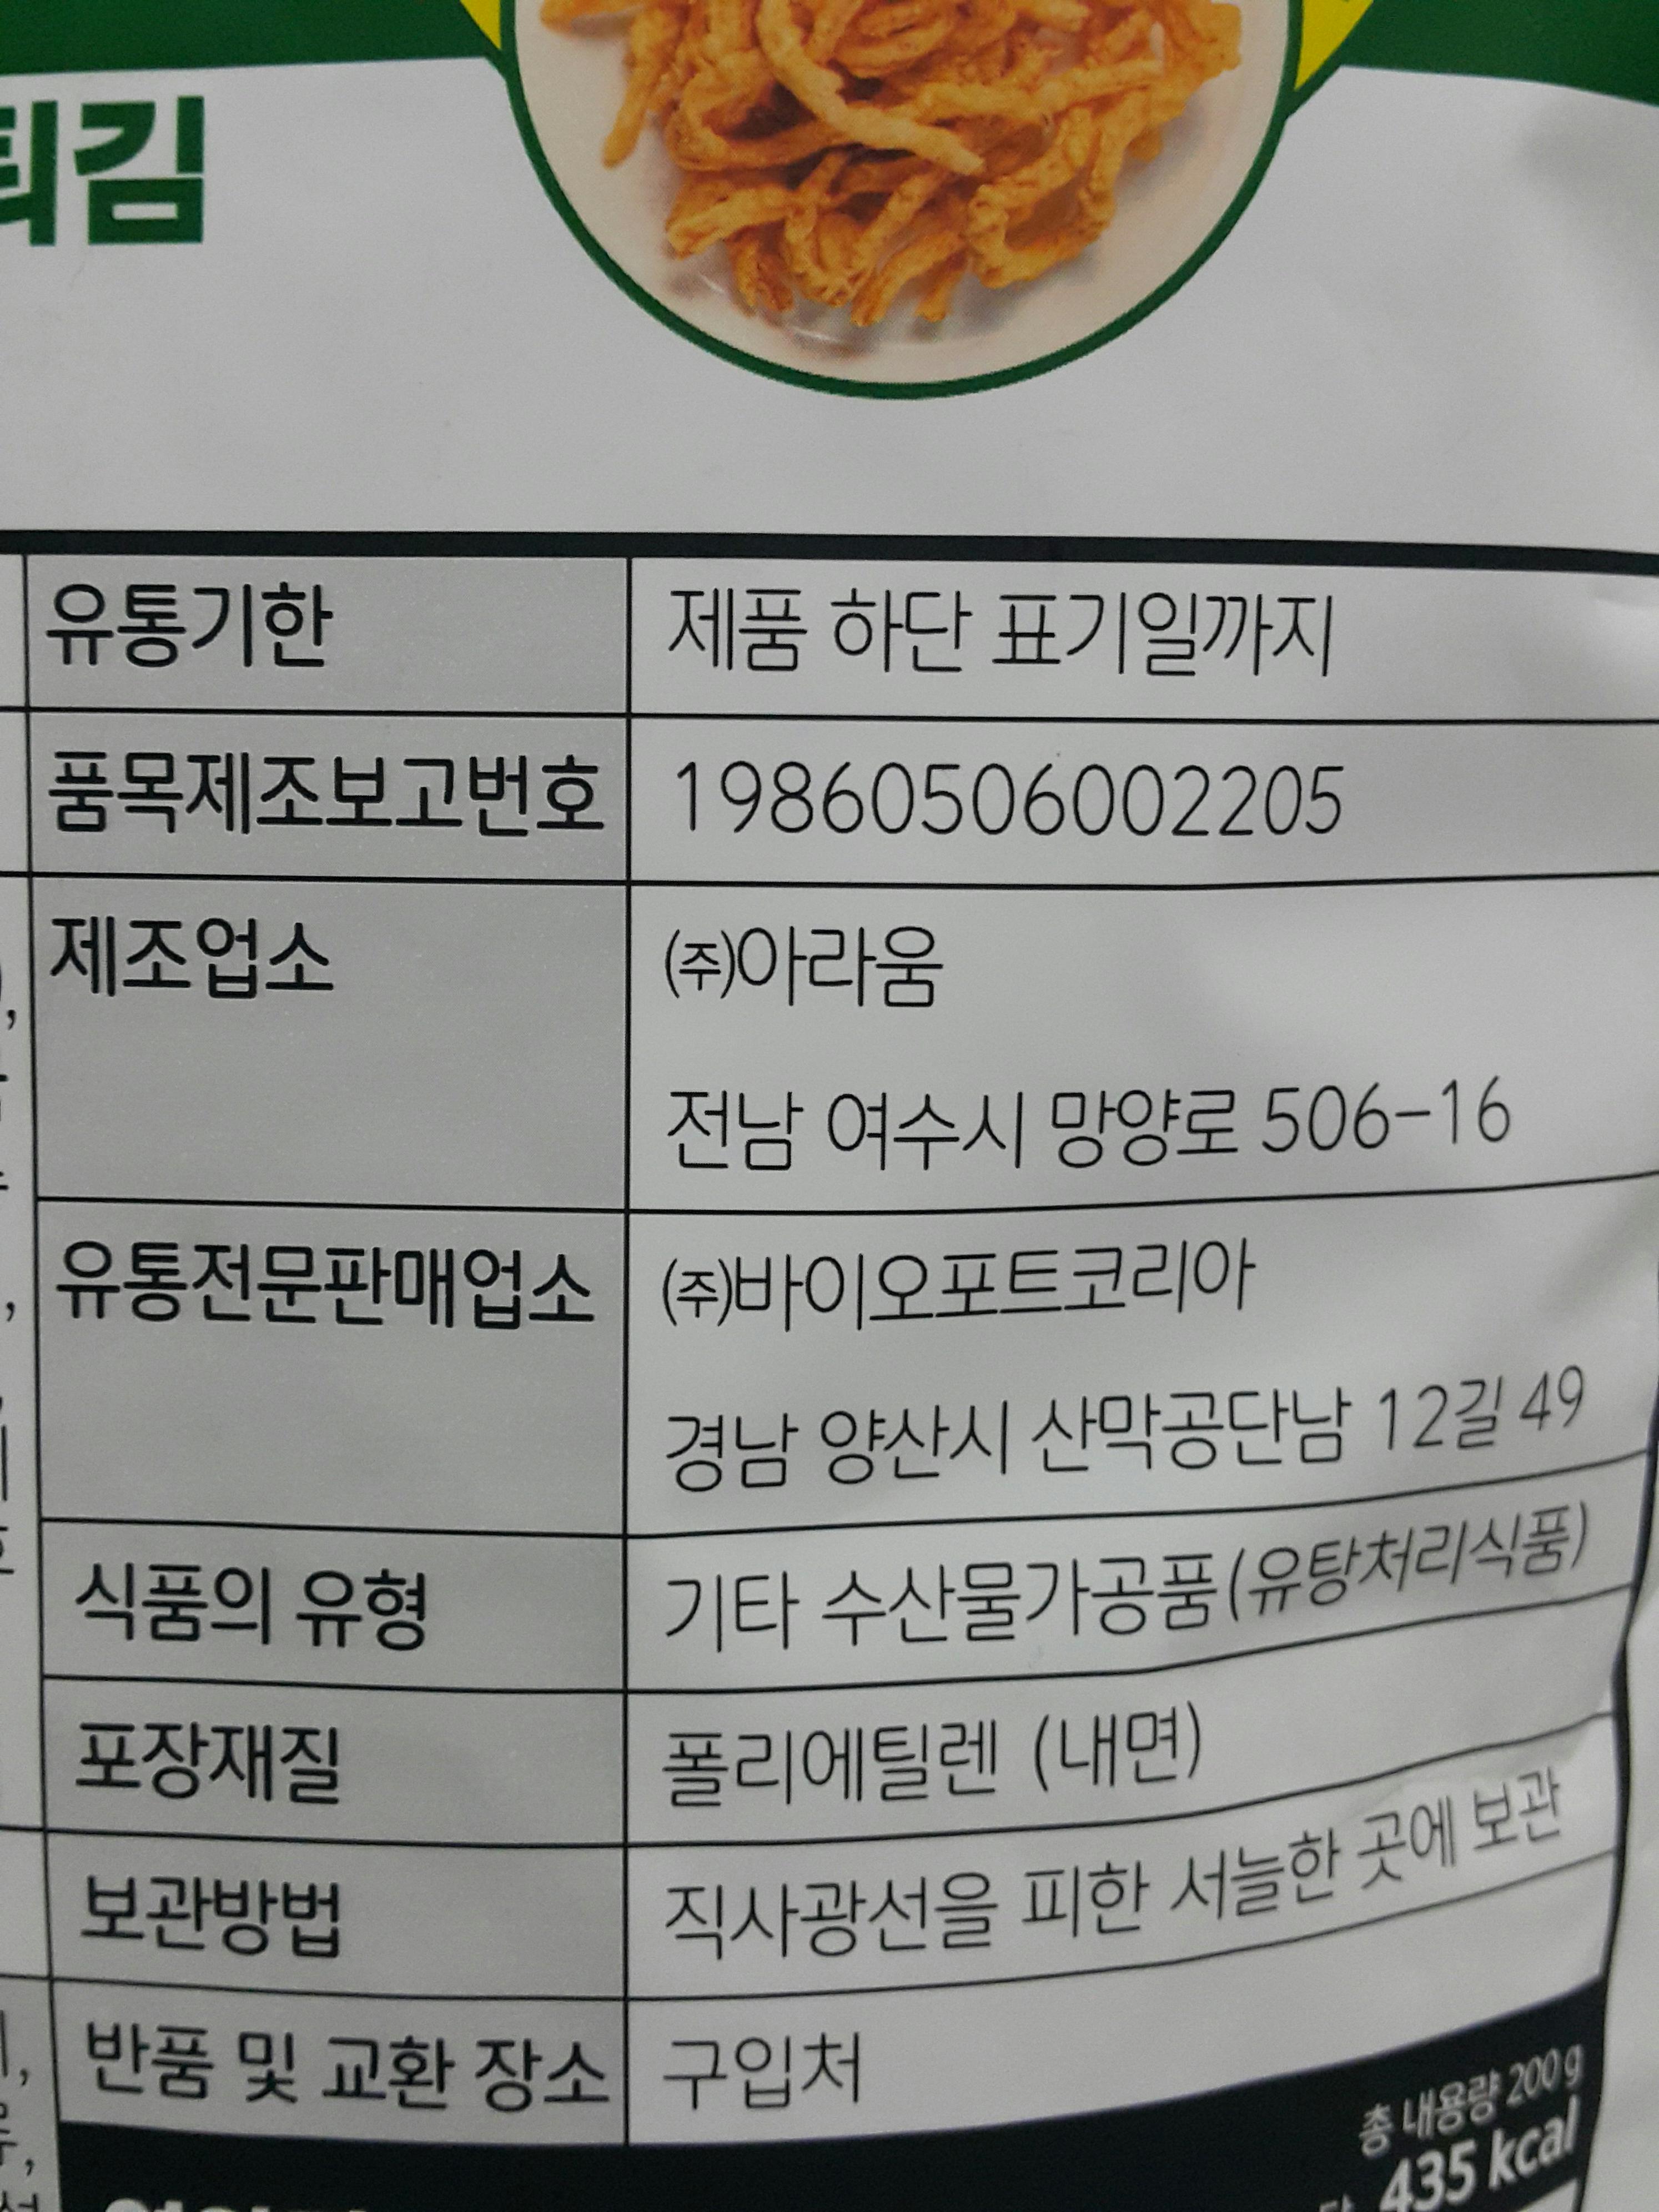 튀김
유통기한 제품 하단 표기일까지
품목제조보고번호 19860506002205
제조업소 ㈜아라움
전남 여수시 망양로 506-16
유통전문판매업소 ㈜바이오포트코리아
경남 양산시 산막공단남 12길 49
식품의 유형 기타 수산물가공품(유탕처리식품)
포장재질 폴리에틸렌 (내면)
보관방법 직사광선을 피한 서늘한 곳에 보관
반품 및 교환 장소 구입처
총 내용량 200 g
435 kcal